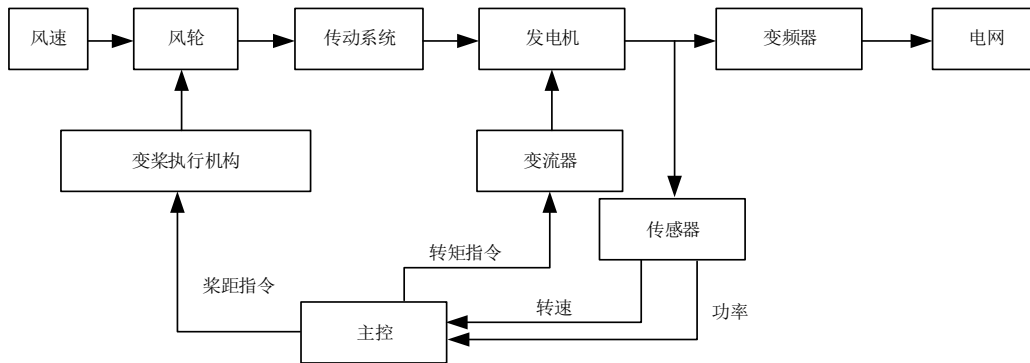 风速
风轮
传动系统
发电机
变频器
电网
变桨执行机构
变流器
传感器
转矩指令
桨距指令
转速
功率
主控